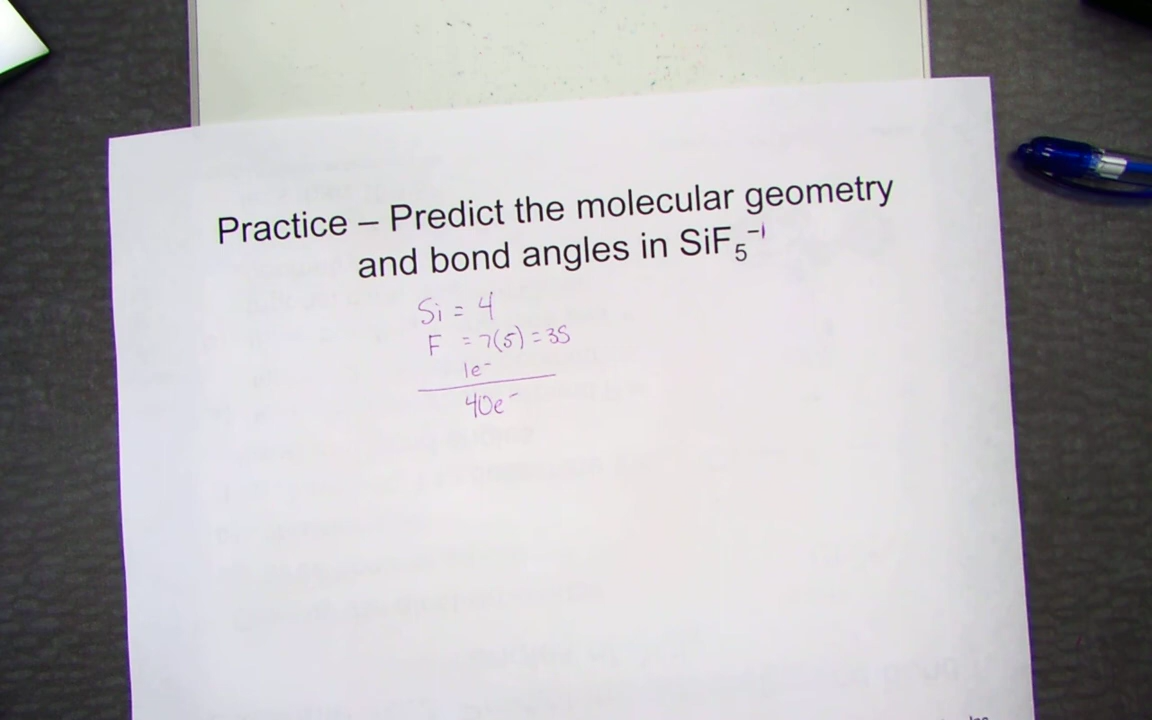 Practice – Predict the molecular geometry
and bond angles in SiF₅⁻¹
Si = 4
F = 7(5) = 35
1e⁻
40e⁻